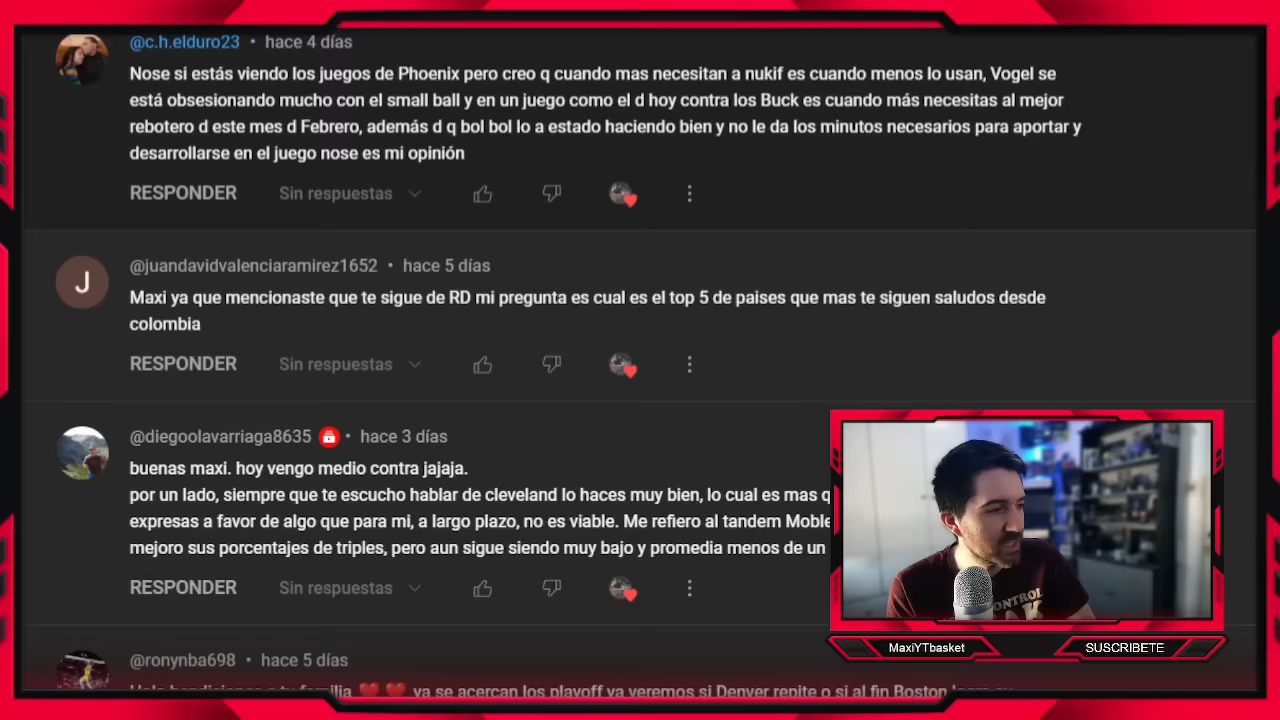 @c.h.elduro23 • hace 4 días
Nose si estás viendo los juegos de Phoenix pero creo q cuando mas necesitan a nukif es cuando menos lo usan, Vogel se
está obsesionando mucho con el small ball y en un juego como el d hoy contra los Buck es cuando más necesitas al mejor
rebotero d este mes d Febrero, además d q bol bol lo a estado haciendo bien y no le da los minutos necesarios para aportar y
desarrollarse en el juego nose es mi opinión
RESPONDER Sin respuestas
J
@juandavidvalenciaramirez1652 • hace 5 días
Maxi ya que mencionaste que te sigue de RD mi pregunta es cual es el top 5 de paises que mas te siguen saludos desde
colombia
RESPONDER Sin respuestas
@diegoolavarriaga8635 • hace 3 días
buenas maxi. hoy vengo medio contra jajaja.
por un lado, siempre que te escucho hablar de cleveland lo haces muy bien, lo cual es mas q
expresas a favor de algo que para mi, a largo plazo, no es viable. Me refiero al tandem Moble
mejoro sus porcentajes de triples, pero aun sigue siendo muy bajo y promedia menos de un
RESPONDER Sin respuestas
CONTROL
MaxiYTbasket SUSCRIBETE
@ronynba698 • hace 5 días
Hola bendiciones a tu familia ❤️ ❤️ ya se acercan los playoff ya veremos si Denver repite o si al fin Boston